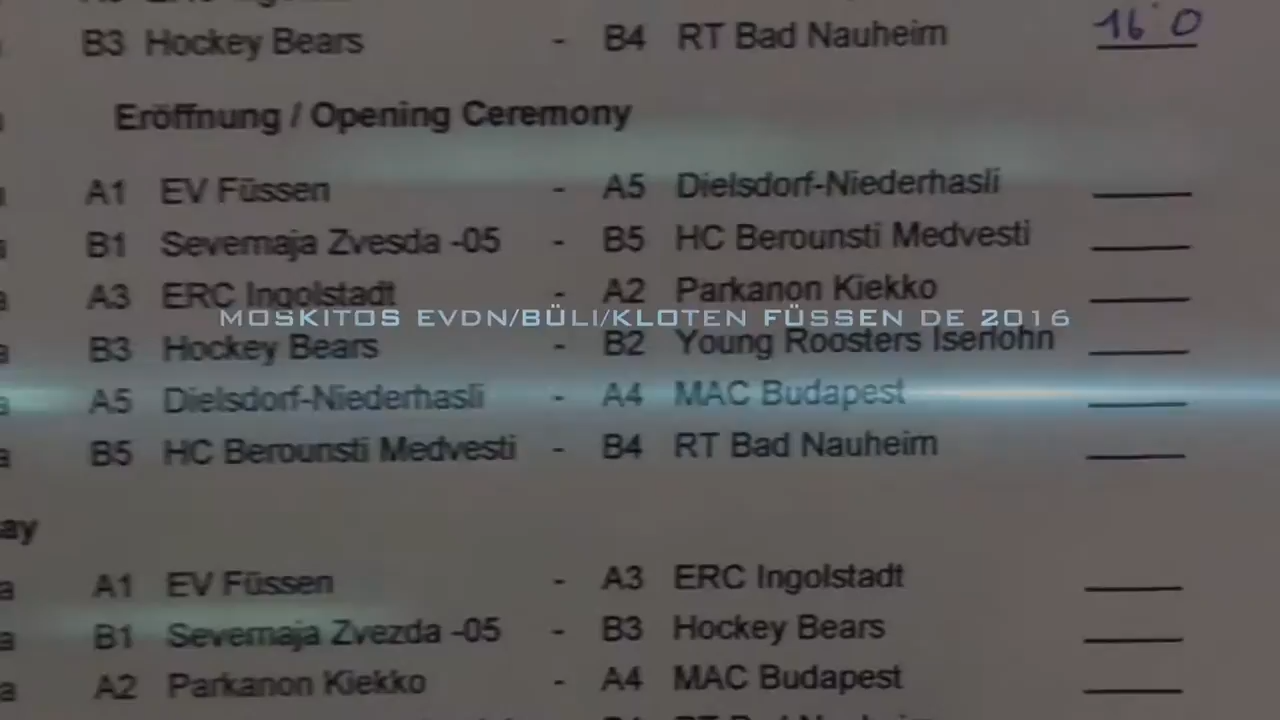 B3 Hockey Bears - B4 RT Bad Nauheim 16 0
Eröffnung / Opening Ceremony
A1 EV Füssen - A5 Dielsdorf-Niederhasli
B1 Severnaja Zvesda -05 - B5 HC Berounsti Medvesti
A3 ERC Ingolstadt - A2 Parkanon Kiekko
MOSKITOS EVDN/BÜLI/KLOTEN FÜSSEN DE 2016
B3 Hockey Bears - B2 Young Roosters Iserlohn
A5 Dielsdorf-Niederhasli - A4 MAC Budapest
B5 HC Berounsti Medvesti - B4 RT Bad Nauheim
ay
A1 EV Füssen - A3 ERC Ingolstadt
B1 Severnaja Zvezda -05 - B3 Hockey Bears
A2 Parkanon Kiekko - A4 MAC Budapest